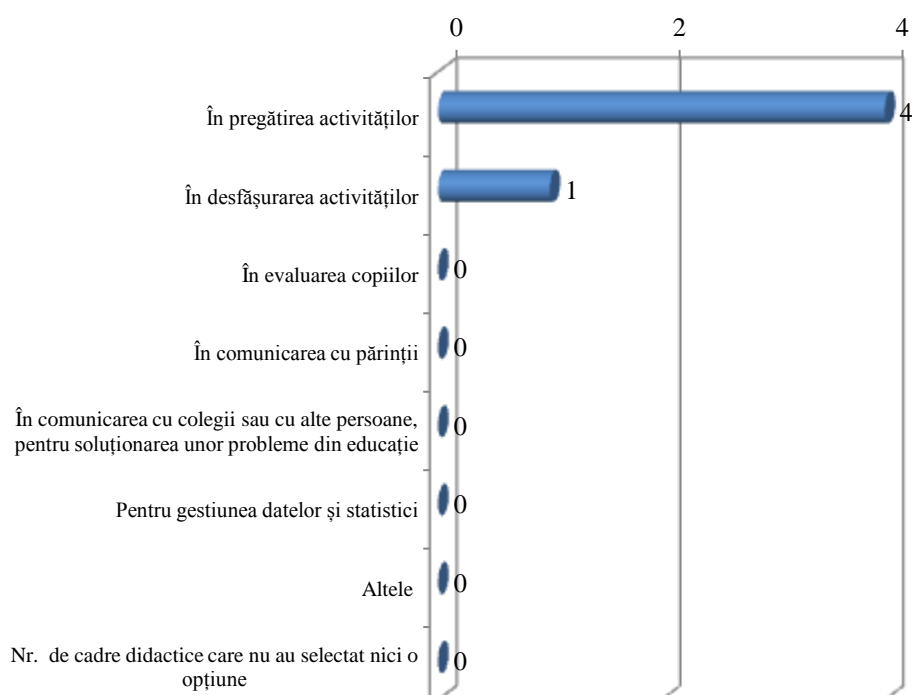 0 2 4
În pregătirea activităților 4
În desfășurarea activităților 1
În evaluarea copiilor 0
În comunicarea cu părinții 0
În comunicarea cu colegii sau cu alte persoane,
pentru soluționarea unor probleme din educație 0
Pentru gestiunea datelor și statistici 0
Altele 0
Nr. de cadre didactice care nu au selectat nici o
opțiune 0